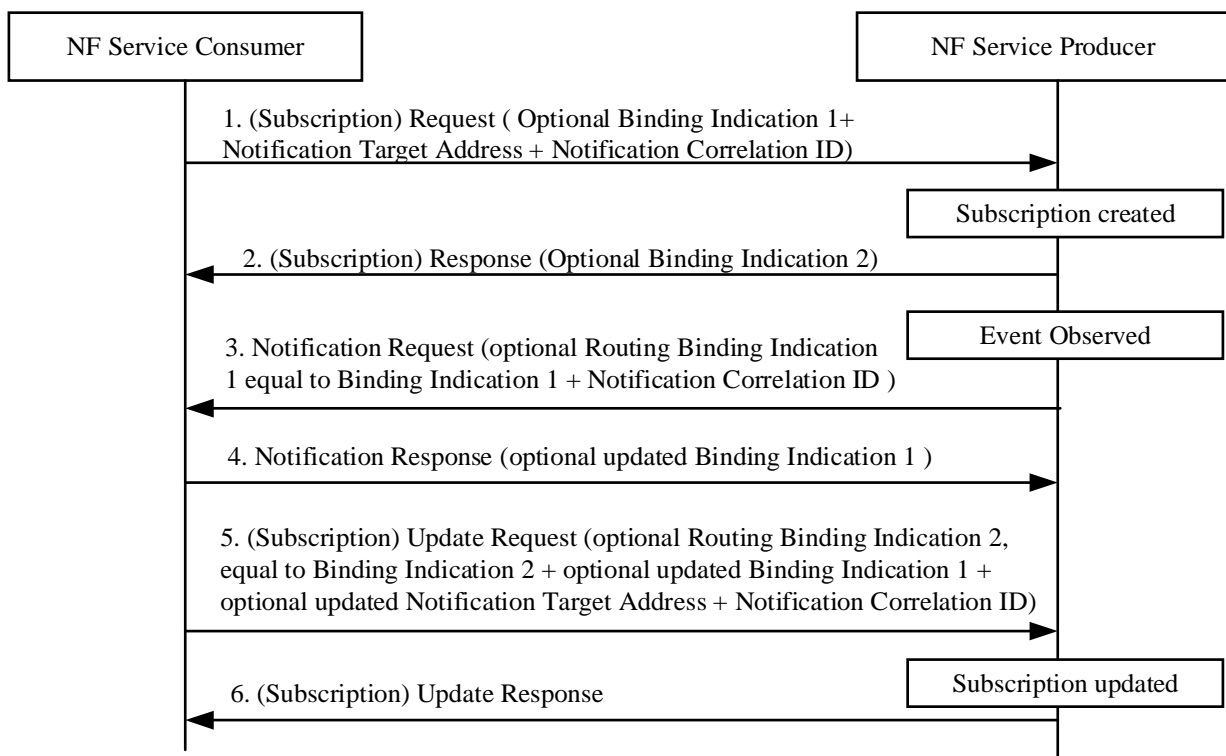 NF Service Consumer
NF Service Producer
1. (Subscription) Request ( Optional Binding Indication 1+
Notification Target Address + Notification Correlation ID)
Subscription created
2. (Subscription) Response (Optional Binding Indication 2)
Event Observed
3. Notification Request (optional Routing Binding Indication
1 equal to Binding Indication 1 + Notification Correlation ID )
4. Notification Response (optional updated Binding Indication 1 )
5. (Subscription) Update Request (optional Routing Binding Indication 2,
equal to Binding Indication 2 + optional updated Binding Indication 1 +
optional updated Notification Target Address + Notification Correlation ID)
Subscription updated
6. (Subscription) Update Response